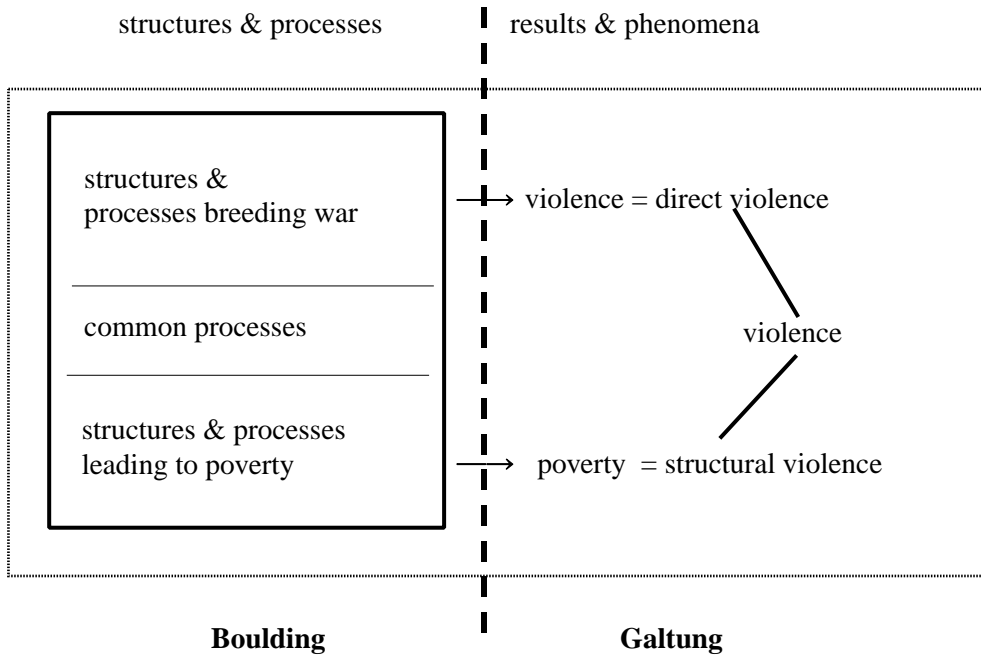 structures & processes
results & phenomena
structures &
processes breeding war
violence = direct violence
common processes
violence
structures & processes
leading to poverty
poverty = structural violence
Boulding
Galtung